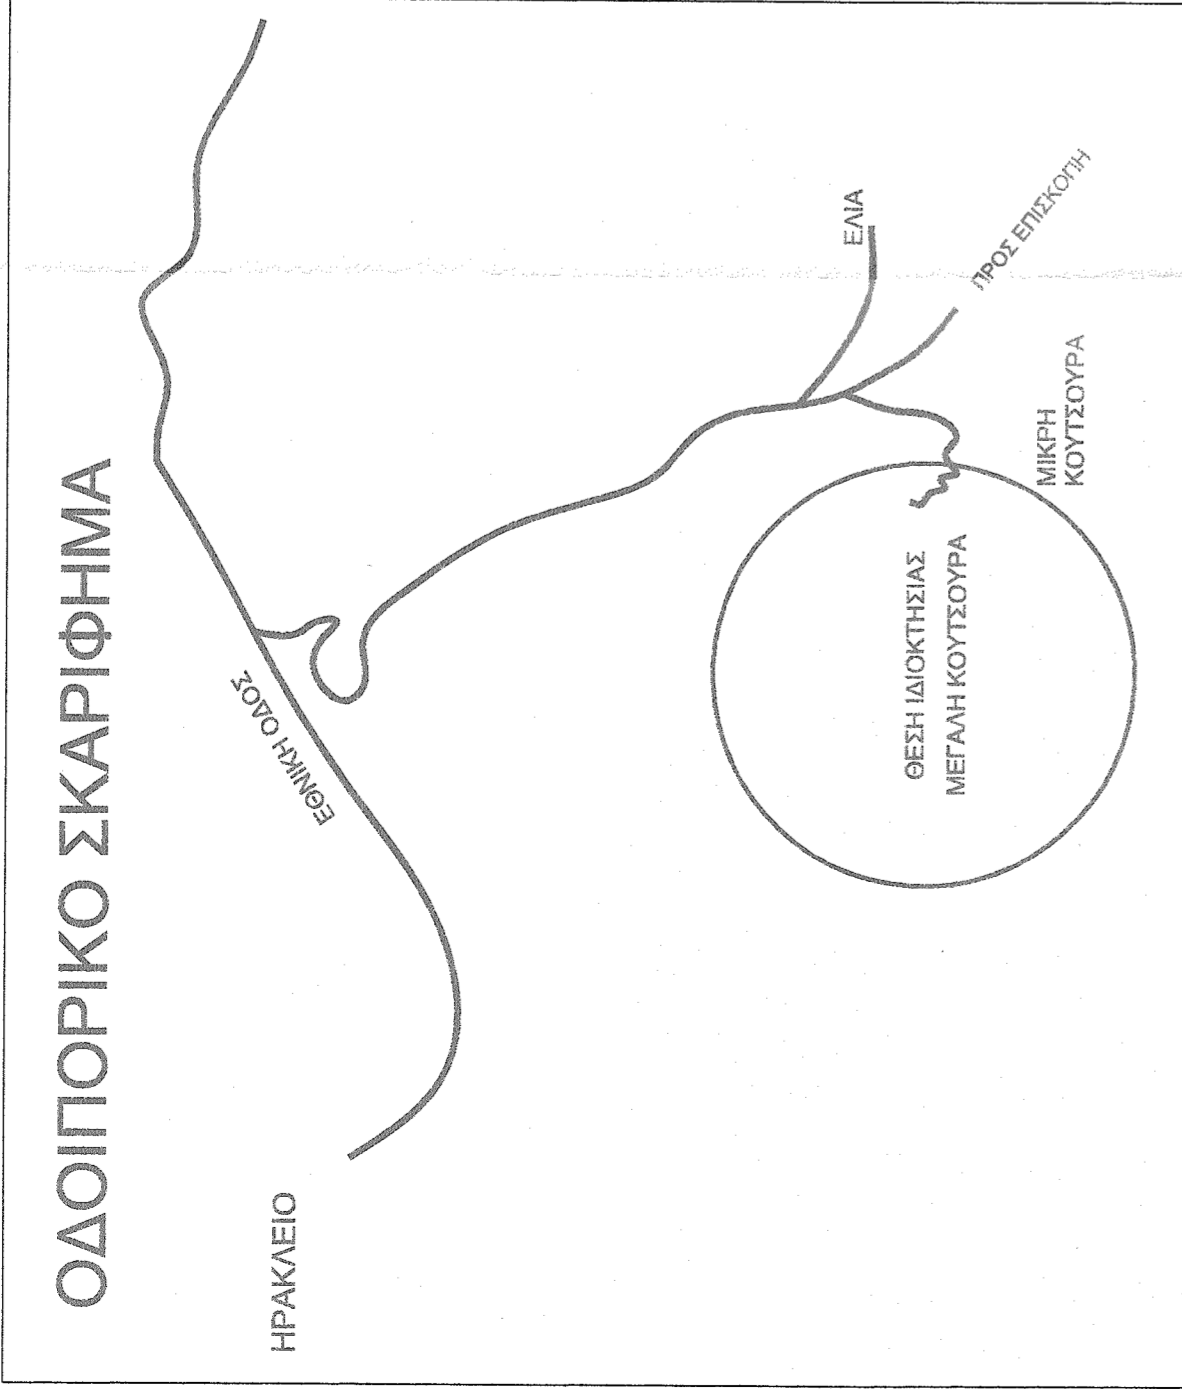 ΟΔΟΙΠΟΡΙΚΟ ΣΚΑΡΙΦΗΜΑ
ΗΡΑΚΛΕΙΟ
ΕΘΝΙΚΗ ΟΔΟΣ
ΕΛΙΑ
ΠΡΟΣ ΕΠΙΣΚΟΠΗ
ΜΙΚΡΗ
ΚΟΥΤΣΟΥΡΑ
ΘΕΣΗ ΙΔΙΟΚΤΗΣΙΑΣ
ΜΕΓΑΛΗ ΚΟΥΤΣΟΥΡΑ